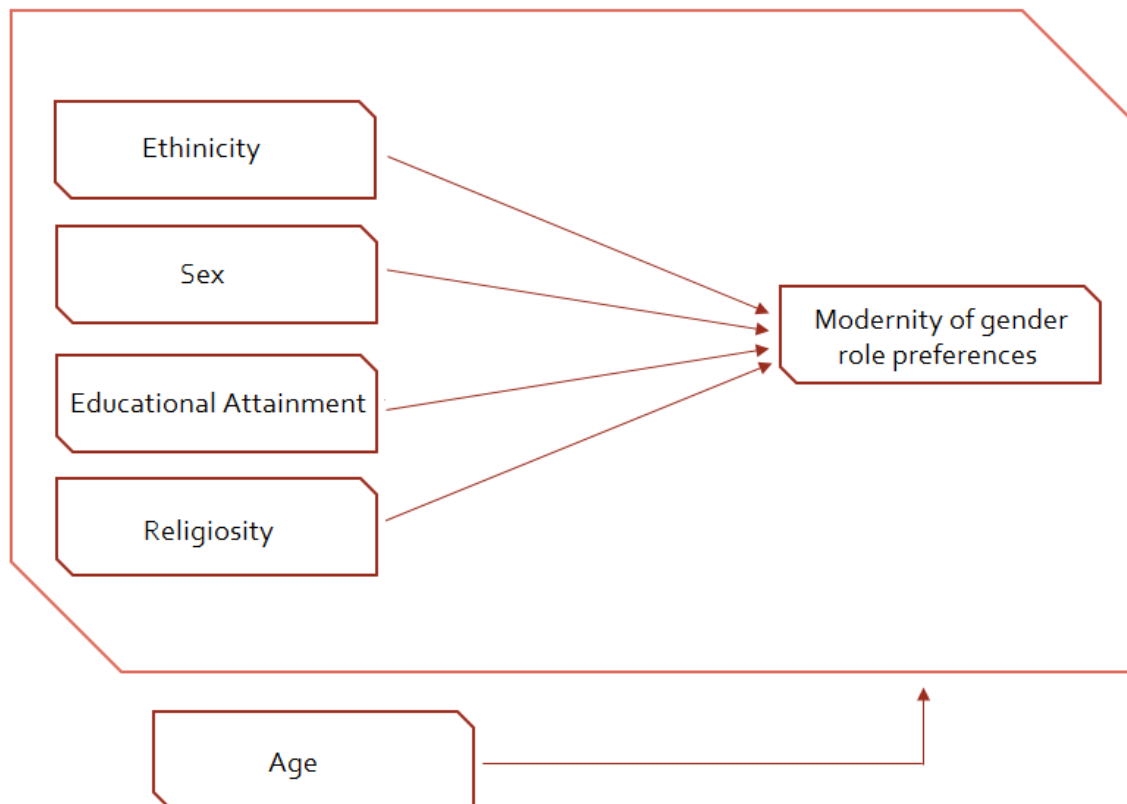 Ethinicity
Sex
Educational Attainment
Religiosity
Modernity of gender
role preferences
Age